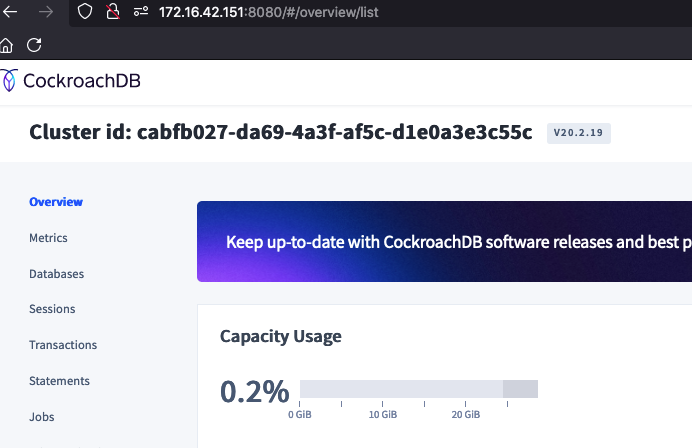 172.16.42.151:8080/#/overview/list
CockroachDB
Cluster id: cabfb027-da69-4a3f-af5c-d1e0a3e3c55c V20.2.19
Overview
Keep up-to-date with CockroachDB software releases and best p
Metrics
Databases
Sessions
Transactions
Statements
Jobs
Capacity Usage
0.2%
0 GiB 10 GiB 20 GiB